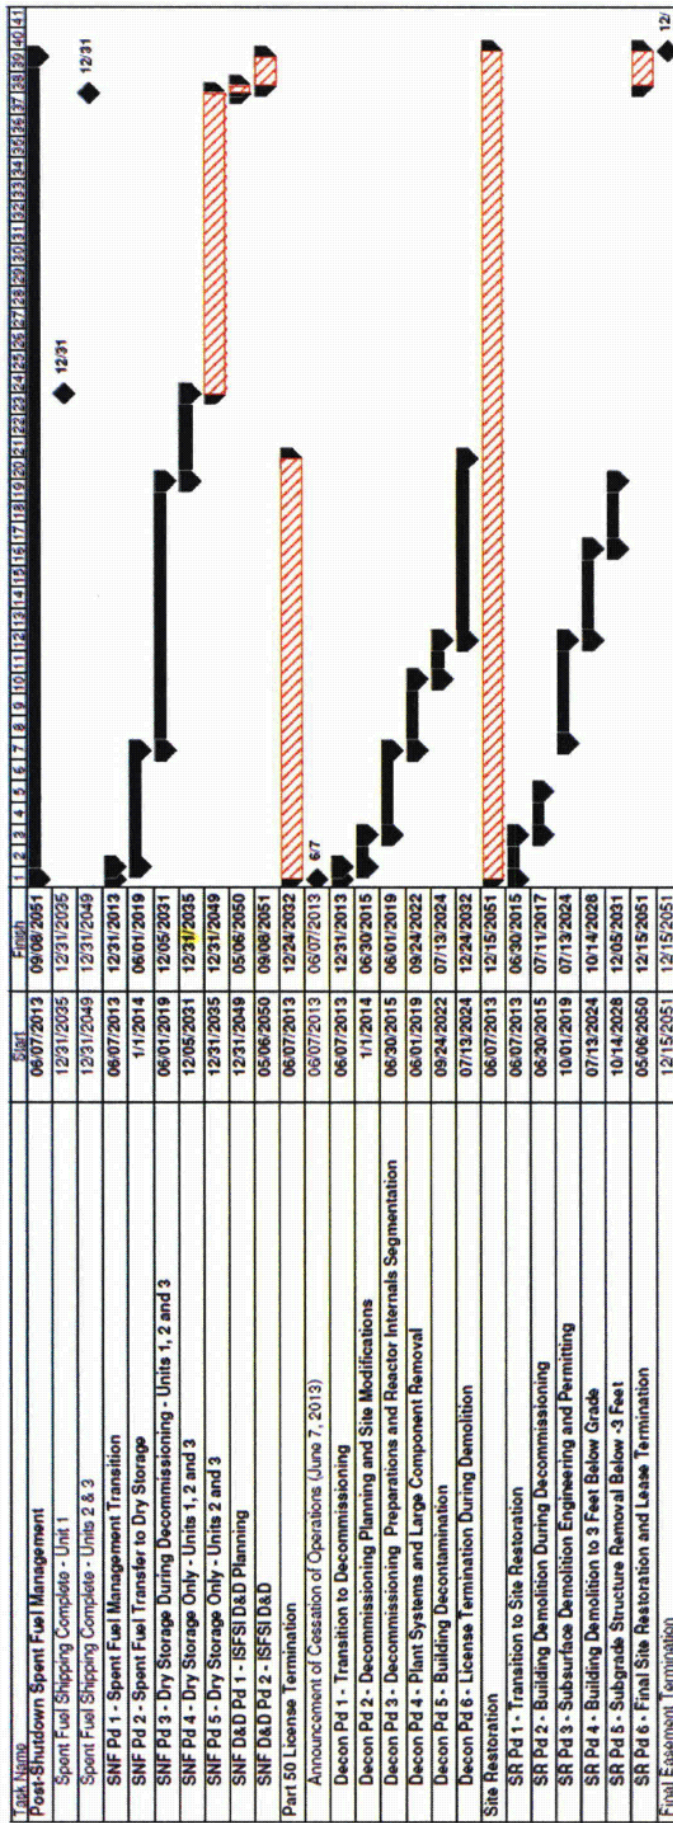 Task Name Start Finish 1 2 3 4 5 6 7 8 9 10 11 12 13 14 15 16 17 18 19 20 21 22 23 24 25 26 27 28 29 30 31 32 33 34 35 36 37 38 39 40 41
Post-Shutdown Spent Fuel Management 06/07/2013 09/08/2051
Spent Fuel Shipping Complete - Unit 1 12/31/2035 12/31/2035 12/31
Spent Fuel Shipping Complete - Units 2 & 3 12/31/2049 12/31/2049 12/31
SNF Pd 1 - Spent Fuel Management Transition 06/07/2013 12/31/2013
SNF Pd 2 - Spent Fuel Transfer to Dry Storage 1/1/2014 06/01/2019
SNF Pd 3 - Dry Storage During Decommissioning - Units 1, 2 and 3 06/01/2019 12/05/2031
SNF Pd 4 - Dry Storage Only - Units 1, 2 and 3 12/05/2031 12/31/2035
SNF Pd 5 - Dry Storage Only - Units 2 and 3 12/31/2035 12/31/2049
SNF D&D Pd 1 - ISFSI D&D Planning 12/31/2049 05/06/2050
SNF D&D Pd 2 - ISFSI D&D 05/06/2050 09/08/2051
Part 50 License Termination 06/07/2013 12/24/2032
Announcement of Cessation of Operations (June 7, 2013) 06/07/2013 06/07/2013 6/7
Decon Pd 1 - Transition to Decommissioning 06/07/2013 12/31/2013
Decon Pd 2 - Decommissioning Planning and Site Modifications 1/1/2014 06/30/2015
Decon Pd 3 - Decommissioning Preparations and Reactor Internals Segmentation 06/30/2015 06/01/2019
Decon Pd 4 - Plant Systems and Large Component Removal 06/01/2019 09/24/2022
Decon Pd 5 - Building Decontamination 09/24/2022 07/13/2024
Decon Pd 6 - License Termination During Demolition 07/13/2024 12/24/2032
Site Restoration 06/07/2013 12/15/2051
SR Pd 1 - Transition to Site Restoration 06/07/2013 06/30/2015
SR Pd 2 - Building Demolition During Decommissioning 06/30/2015 07/11/2017
SR Pd 3 - Subsurface Demolition Engineering and Permitting 10/01/2019 07/13/2024
SR Pd 4 - Building Demolition to 3 Feet Below Grade 07/13/2024 10/14/2028
SR Pd 5 - Subgrade Structure Removal Below -3 Feet 10/14/2028 12/05/2031
SR Pd 6 - Final Site Restoration and Lease Termination 05/06/2050 12/15/2051
Final Easement Termination 12/15/2051 12/15/2051 12/